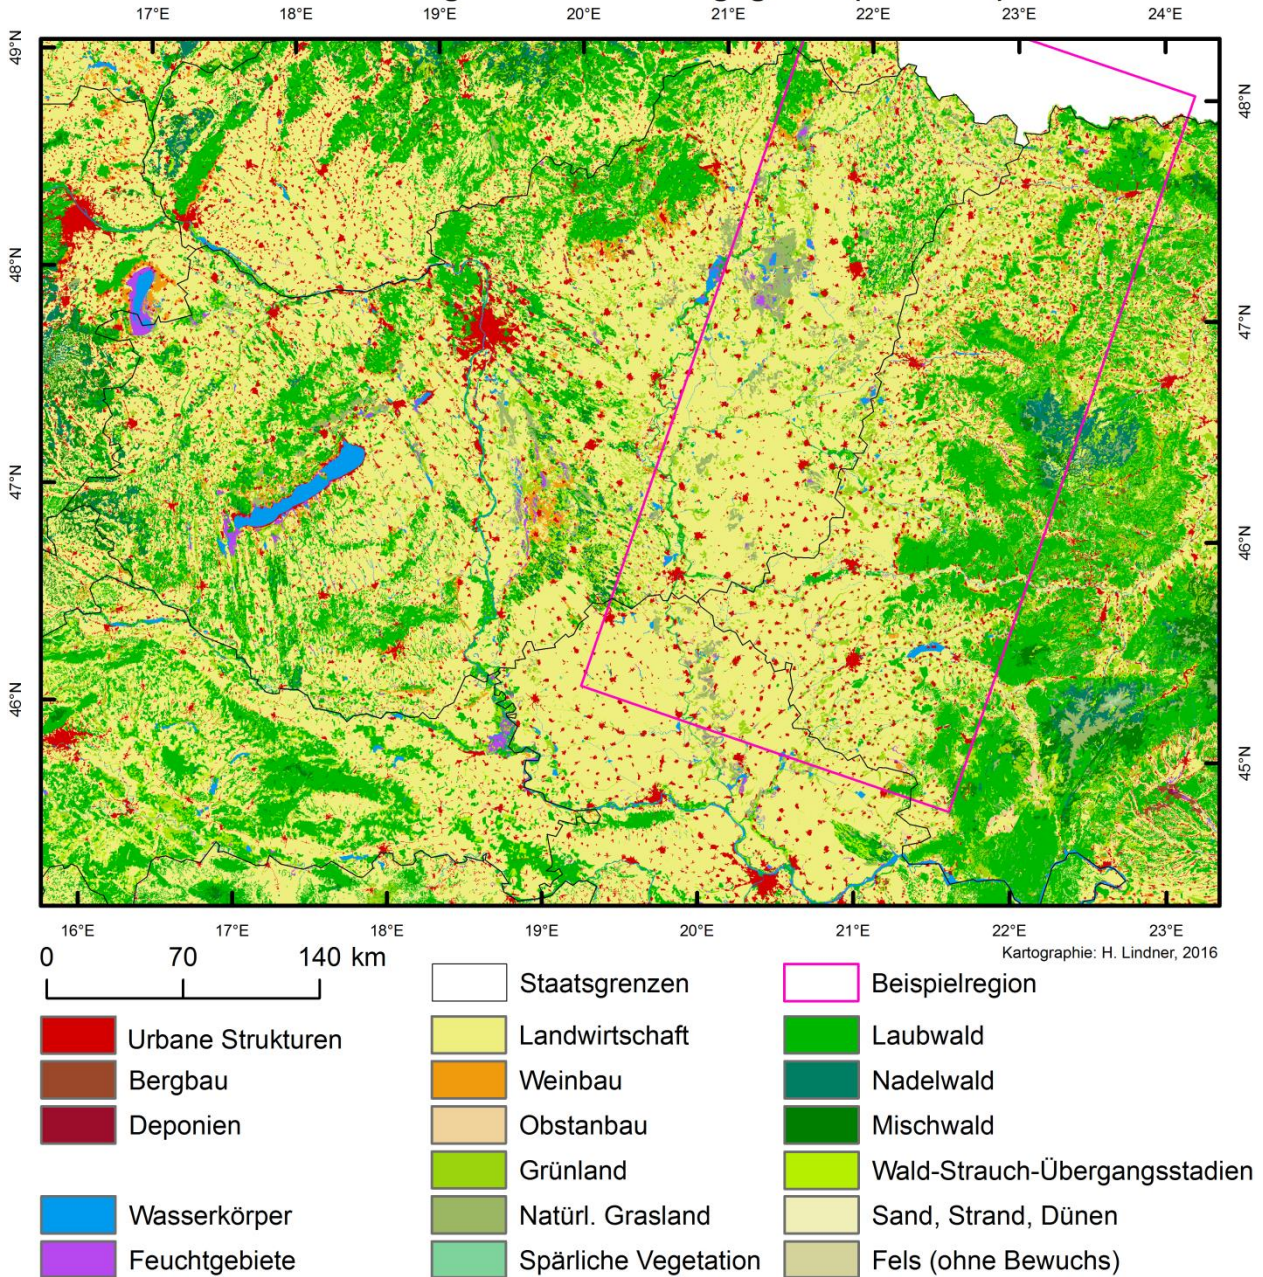 17°E 18°E 19°E 20°E 21°E 22°E 23°E 24°E
49°N
48°N
48°N
47°N
47°N
46°N
46°N
45°N
16°E 17°E 18°E 19°E 20°E 21°E 22°E 23°E
Kartographie: H. Lindner, 2016
0 70 140 km
Staatsgrenzen
Beispielregion
Urbane Strukturen
Landwirtschaft
Laubwald
Bergbau
Weinbau
Nadelwald
Deponien
Obstanbau
Mischwald
Grünland
Wald-Strauch-Übergangsstadien
Wasserkörper
Natürl. Grasland
Sand, Strand, Dünen
Feuchtgebiete
Spärliche Vegetation
Fels (ohne Bewuchs)